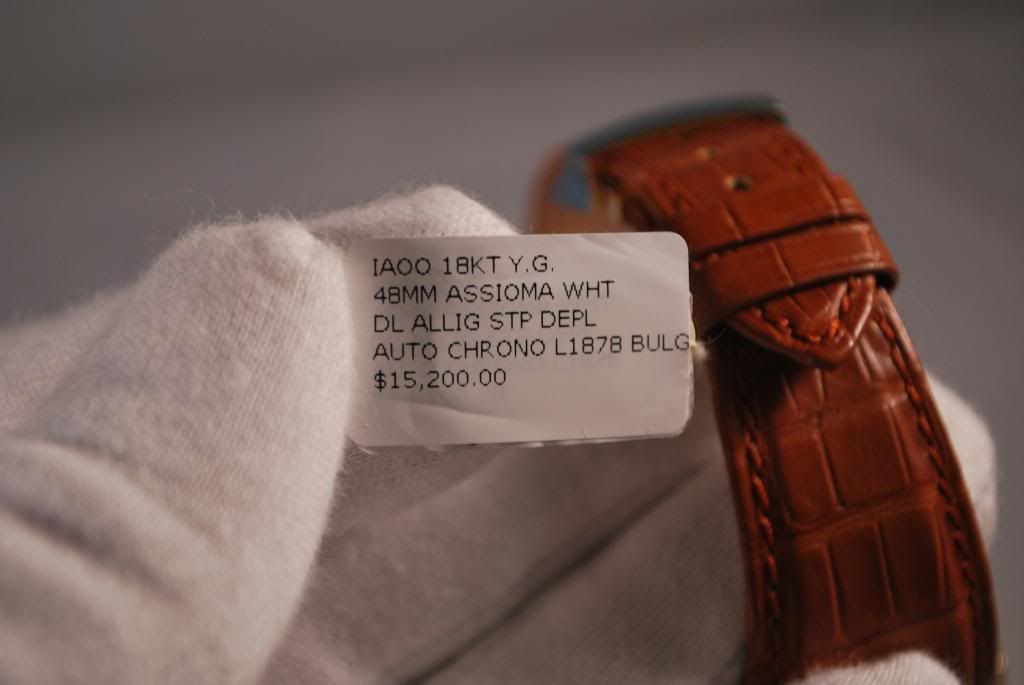 IAOO 18KT Y.G.
48MM ASSIOMA WHT
DL ALLIG STP DEPL
AUTO CHRONO L1878 BULG
$15,200.00